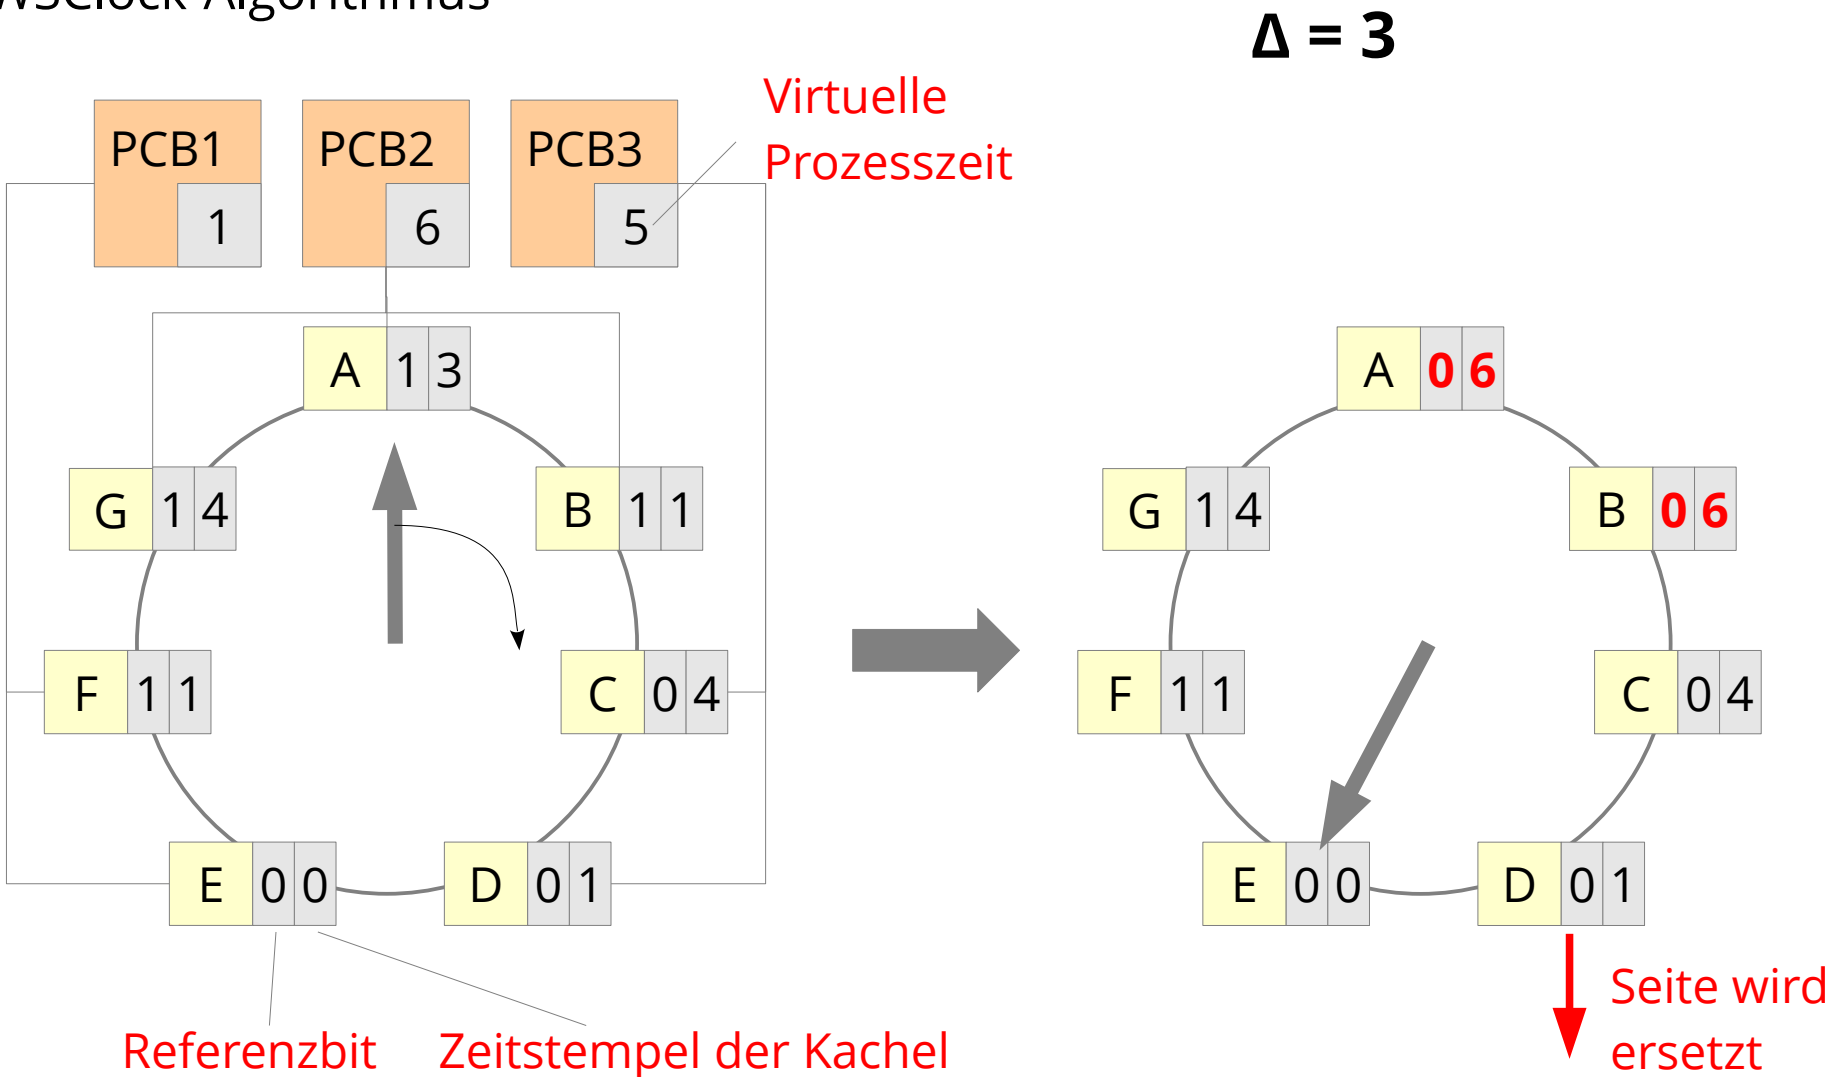 WSClock-Algorithmus
Δ = 3
Virtuelle
Prozesszeit
PCB1
1
PCB2
6
PCB3
5
A 1 3
G 1 4
B 1 1
F 1 1
C 0 4
E 0 0
D 0 1
Referenzbit
Zeitstempel der Kachel
A 0 6
G 1 4
B 0 6
F 1 1
C 0 4
E 0 0
D 0 1
Seite wird
ersetzt